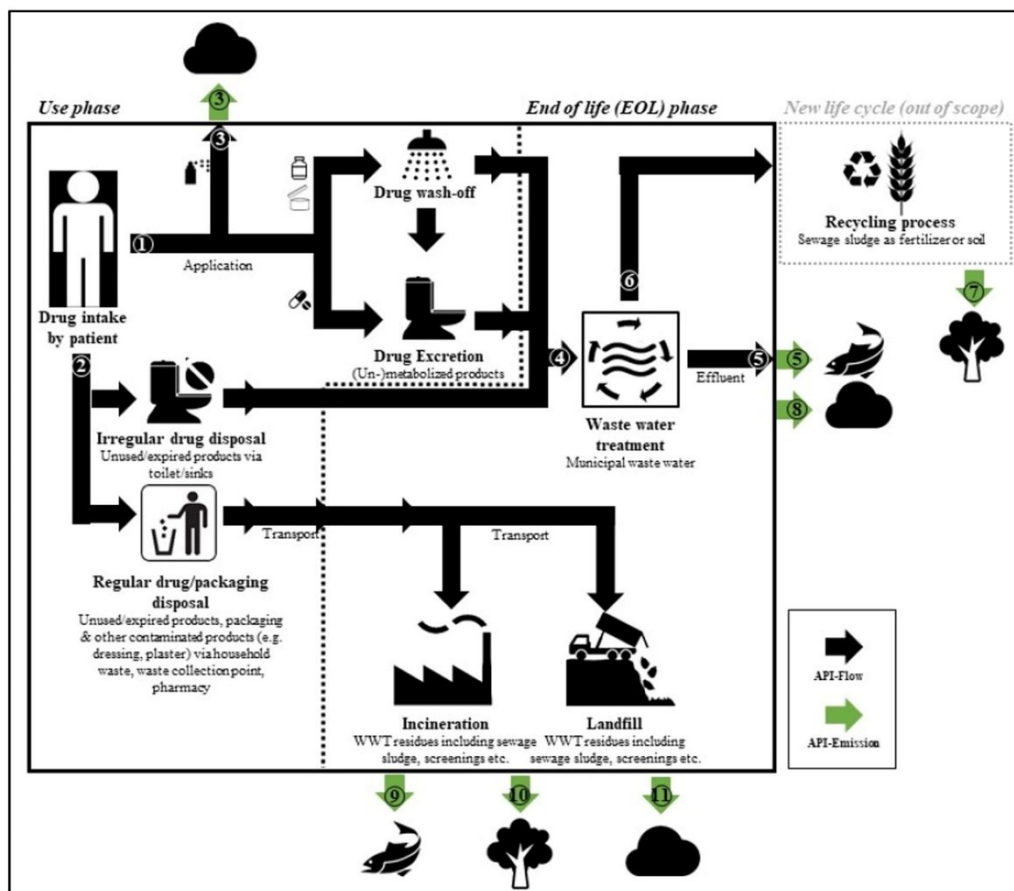 ③
Use phase
End of life (EOL) phase
New life cycle (out of scope)
③
Drug wash-off
Recycling process
Sewage sludge as fertilizer or soil
①
Application
⑥
⑦
Drug intake
by patient
Drug Excretion
(Un-)metabolized products
②
④
⑤
⑤
Effluent
⑧
Irregular drug disposal
Unused/expired products via
toilet/sinks
Waste water
treatment
Municipal waste water
Transport
Transport
Regular drug/packaging
disposal
Unused/expired products, packaging
& other contaminated products (e.g.
dressing, plaster) via household
waste, waste collection point,
pharmacy
Incineration
WWT residues including sewage
sludge, screenings etc.
Landfill
WWT residues including
sewage sludge, screenings etc.
API-Flow
API-Emission
⑨
⑩
⑪